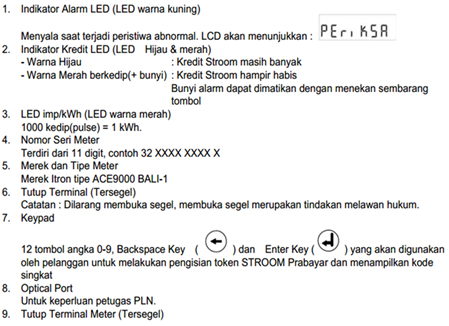 1. Indikator Alarm LED (LED warna kuning)
Menyala saat terjadi peristiwa abnormal. LCD akan menunjukkan : PEriKSA
2. Indikator Kredit LED (LED Hijau & merah)
- Warna Hijau : Kredit Stroom masih banyak
- Warna Merah berkedip(+ bunyi) : Kredit Stroom hampir habis
Bunyi alarm dapat dimatikan dengan menekan sembarang
tombol
3. LED imp/kWh (LED warna merah)
1000 kedip(pulse) = 1 kWh.
4. Nomor Seri Meter
Terdiri dari 11 digit, contoh 32 XXXX XXXX X
5. Merek dan Tipe Meter
Merek Itron tipe ACE9000 BALI-1
6. Tutup Terminal (Tersegel)
Catatan : Dilarang membuka segel, membuka segel merupakan tindakan melawan hukum.
7. Keypad
12 tombol angka 0-9, Backspace Key ( ) dan Enter Key ( ) yang akan digunakan
oleh pelanggan untuk melakukan pengisian token STROOM Prabayar dan menampilkan kode
singkat
8. Optical Port
Untuk keperluan petugas PLN.
9. Tutup Terminal Meter (Tersegel)